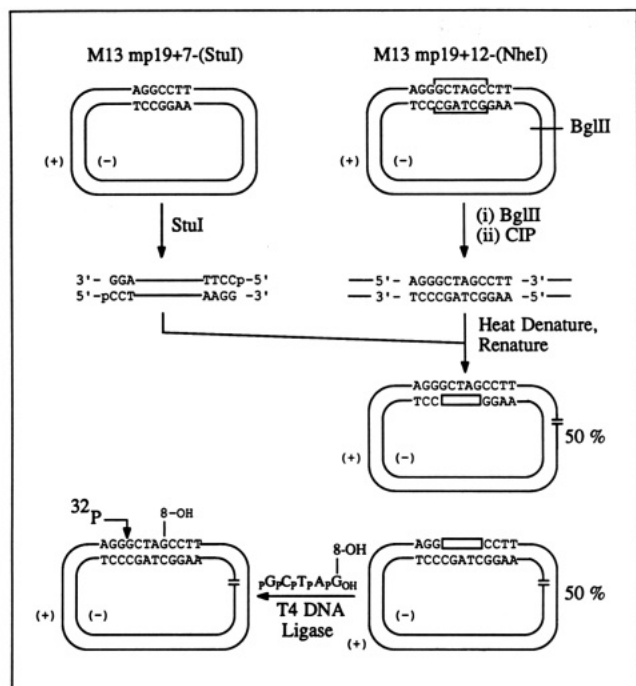 M13 mp19+7-(StuI)
M13 mp19+12-(NheI)
AGGCCTT
TCCGGAA
AGGGCTAGCCTT
TCCCGATCGGAA
BglII
(+) (-)
(+) (-)
StuI
(i) BglII
(ii) CIP
3'- GGA TTCCp-5'
5'-pCCT AAGG -3'
5'- AGGGCTAGCCTT -3'
3'- TCCCGATCGGAA -5'
Heat Denature,
Renature
AGGGCTAGCCTT
TCC GGAA
50 %
(+) (-)
32P
8-OH
AGGGCTAGCCTT
TCCCGATCGGAA
(+) (-)
8-OH
pGpCpTpApGOH
T4 DNA
Ligase
AGG CCTT
TCCCGATCGGAA
50 %
(-)
(+)